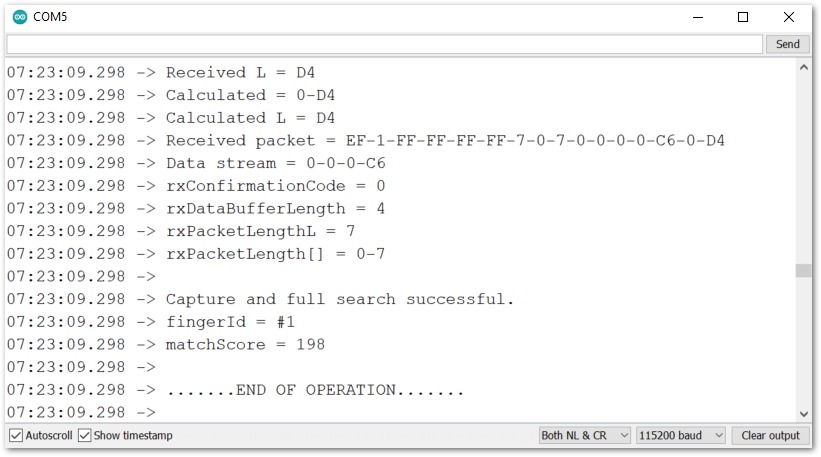 COM5
Send
07:23:09.298 -> Received L = D4
07:23:09.298 -> Calculated = 0-D4
07:23:09.298 -> Calculated L = D4
07:23:09.298 -> Received packet = EF-1-FF-FF-FF-FF-7-0-7-0-0-0-0-C6-0-D4
07:23:09.298 -> Data stream = 0-0-0-C6
07:23:09.298 -> rxConfirmationCode = 0
07:23:09.298 -> rxDataBufferLength = 4
07:23:09.298 -> rxPacketLengthL = 7
07:23:09.298 -> rxPacketLength[] = 0-7
07:23:09.298 ->
07:23:09.298 -> Capture and full search successful.
07:23:09.298 -> fingerId = #1
07:23:09.298 -> matchScore = 198
07:23:09.298 ->
07:23:09.298 -> .......END OF OPERATION.......
07:23:09.298 ->
Autoscroll Show timestamp Both NL & CR 115200 baud Clear output